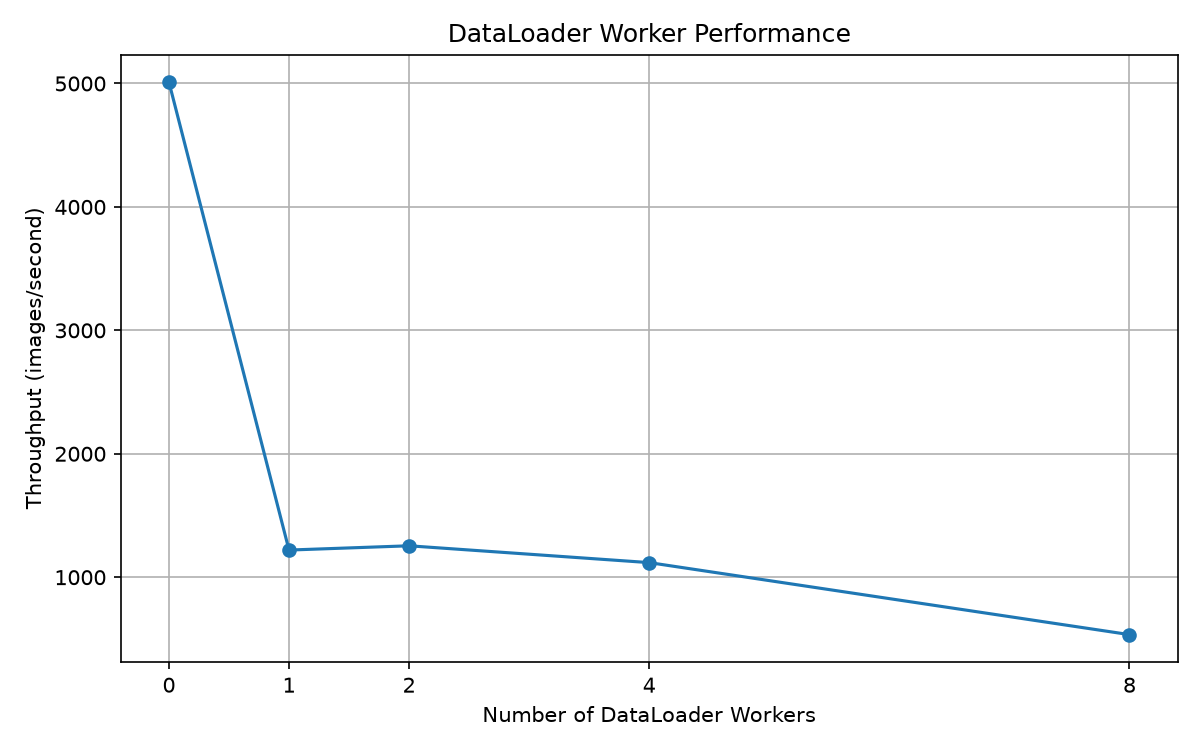 DataLoader Worker Performance
Throughput (images/second)
5000
4000
3000
2000
1000
0 1 2 4 8
Number of DataLoader Workers